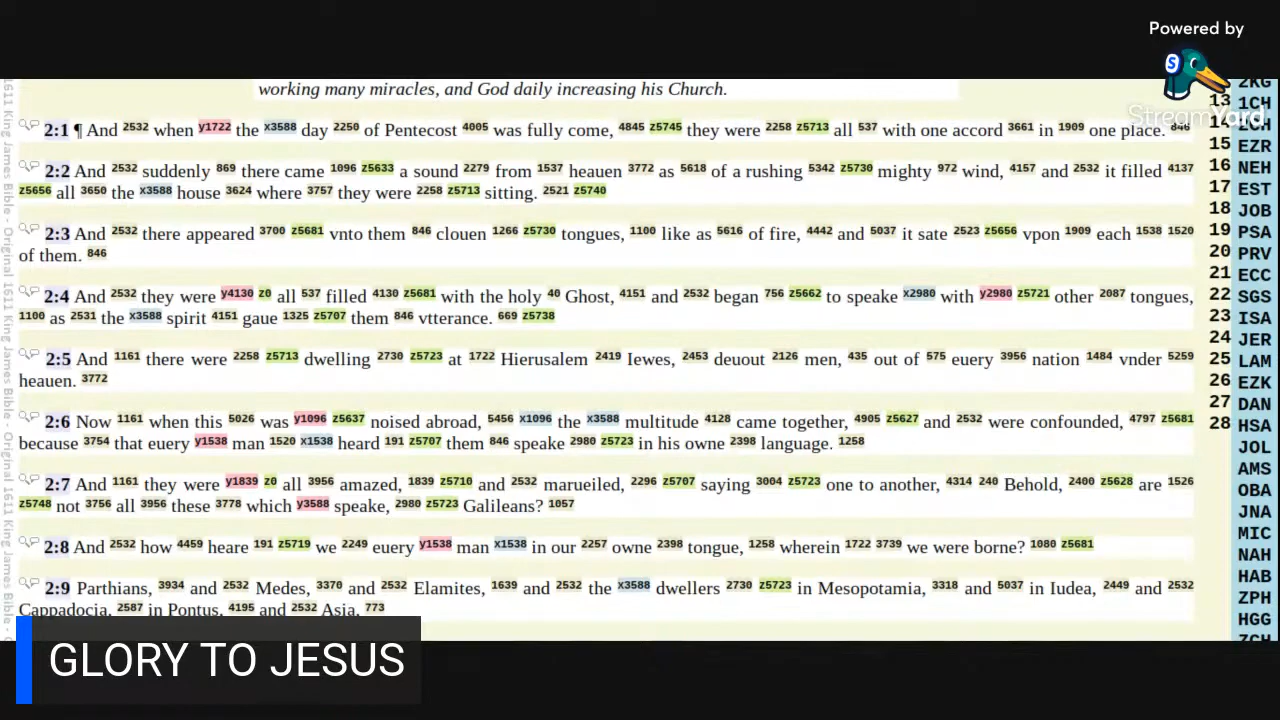 Powered by
StreamYard
working many miracles, and God daily increasing his Church.
2:1 ¶ And 2532 when y1722 the x3588 day 2250 of Pentecost 4005 was fully come, 4845 z5745 they were 2258 z5713 all 537 with one accord 3661 in 1909 one place. 846
2:2 And 2532 suddenly 869 there came 1096 z5633 a sound 2279 from 1537 heauen 3772 as 5618 of a rushing 5342 z5730 mighty 972 wind, 4157 and 2532 it filled 4137
z5656 all 3650 the x3588 house 3624 where 3757 they were 2258 z5713 sitting. 2521 z5740
2:3 And 2532 there appeared 3700 z5681 vnto them 846 clouen 1266 z5730 tongues, 1100 like as 5616 of fire, 4442 and 5037 it sate 2523 z5656 vpon 1909 each 1538 1520
of them. 846
2:4 And 2532 they were y4130 z0 all 537 filled 4130 z5681 with the holy 40 Ghost, 4151 and 2532 began 756 z5662 to speake x2980 with y2980 z5721 other 2087 tongues,
1100 as 2531 the x3588 spirit 4151 gaue 1325 z5707 them 846 vtterance. 669 z5738
2:5 And 1161 there were 2258 z5713 dwelling 2730 z5723 at 1722 Hierusalem 2419 Iewes, 2453 deuout 2126 men, 435 out of 575 euery 3956 nation 1484 vnder 5259
heauen. 3772
2:6 Now 1161 when this 5026 was y1096 z5637 noised abroad, 5456 x1096 the x3588 multitude 4128 came together, 4905 z5627 and 2532 were confounded, 4797 z5681
because 3754 that euery y1538 man 1520 x1538 heard 191 z5707 them 846 speake 2980 z5723 in his owne 2398 language. 1258
2:7 And 1161 they were y1839 z0 all 3956 amazed, 1839 z5710 and 2532 marueiled, 2296 z5707 saying 3004 z5723 one to another, 4314 240 Behold, 2400 z5628 are 1526
z5748 not 3756 all 3956 these 3778 which y3588 speake, 2980 z5723 Galileans? 1057
2:8 And 2532 how 4459 heare 191 z5719 we 2249 euery y1538 man x1538 in our 2257 owne 2398 tongue, 1258 wherein 1722 3739 we were borne? 1080 z5681
2:9 Parthians, 3934 and 2532 Medes, 3370 and 2532 Elamites, 1639 and 2532 the x3588 dwellers 2730 z5723 in Mesopotamia, 3318 and 5037 in Iudea, 2449 and 2532
Cappadocia, 2587 in Pontus, 4195 and 2532 Asia, 773
GLORY TO JESUS
1611 King James Bible - Original 1611 King James Bible - Original 1611 King James Bible -
13
14
15
16
17
18
19
20
21
22
23
24
25
26
27
28
2KG
1CH
2CH
EZR
NEH
EST
JOB
PSA
PRV
ECC
SGS
ISA
JER
LAM
EZK
DAN
HSA
JOL
AMS
OBA
JNA
MIC
NAH
HAB
ZPH
HGG
ZCH